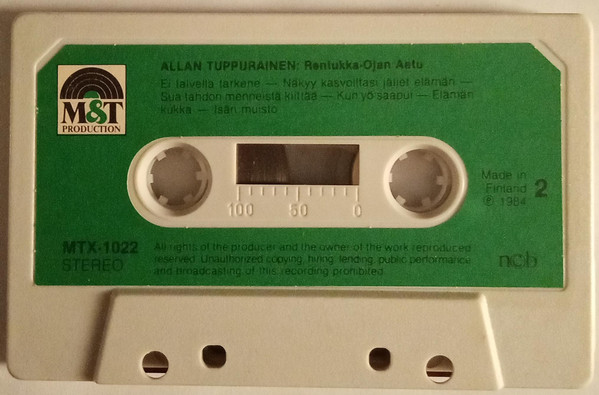 ALLAN TUPPURAINEN: Renlukka-Ojan Antu
Ei taivella tarkene — Näkyy kasvoiltasi jäljet elämän —
Sua tahdon menneistä kiittää — Kun yö saapui — Elämän
kukka — Isän muisto
M&T
PRODUCTION
100 50 0
Made in
Finland
℗ 1984
2
MTX-1022
STEREO
All rights of the producer and the owner of the work reproduced
reserved. Unauthorized copying, hiring, lending, public performance
and broadcasting of this recording prohibited.
ncb